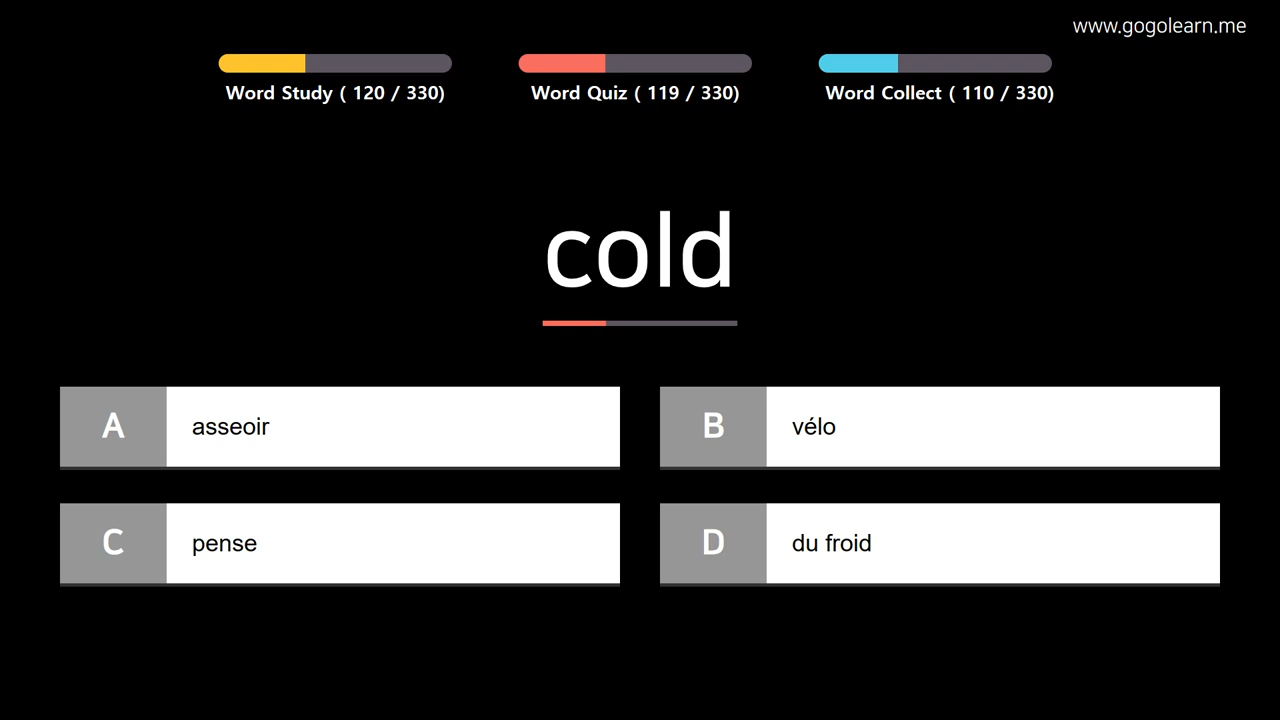 www.gogolearn.me
Word Study ( 120 / 330)
Word Quiz ( 119 / 330)
Word Collect ( 110 / 330)
cold
A asseoir
B vélo
C pense
D du froid